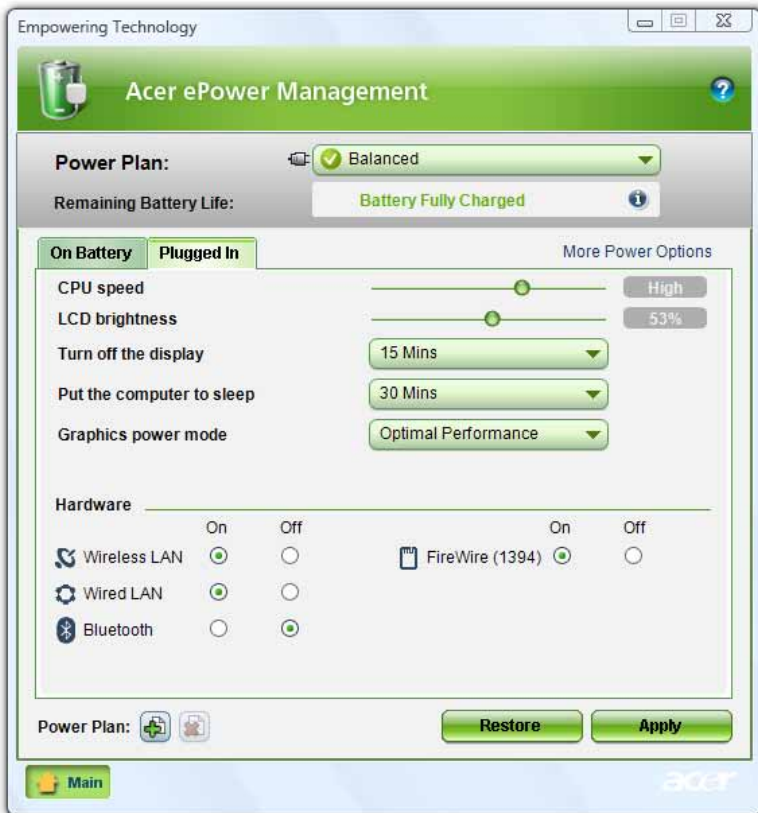 Empowering Technology
Acer ePower Management
?
Power Plan: Balanced
Remaining Battery Life: Battery Fully Charged i
On Battery Plugged In More Power Options
CPU speed High
LCD brightness 53%
Turn off the display 15 Mins
Put the computer to sleep 30 Mins
Graphics power mode Optimal Performance
Hardware
On Off On Off
Wireless LAN FireWire (1394)
Wired LAN
Bluetooth
Power Plan: Restore Apply
Main acer